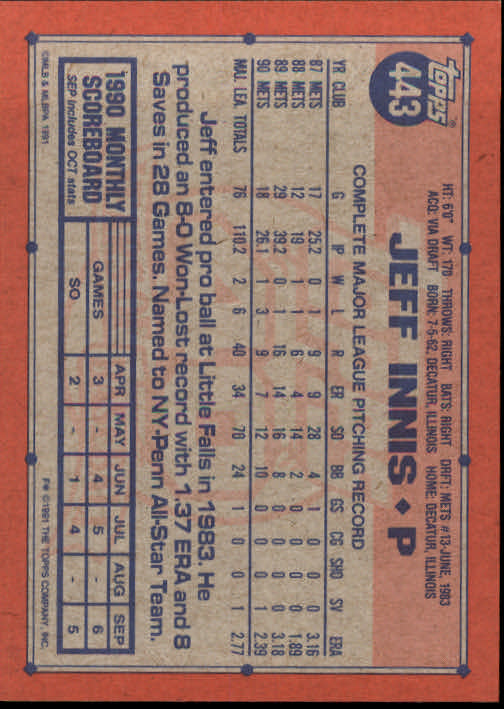 TOPPS®
443
HT: 6'0" WT: 170 THROWS: RIGHT BATS: RIGHT DRFT: METS #13-JUNE, 1983
ACQ: VIA DRAFT BORN: 7-5-62, DECATUR, ILLINOIS HOME: DECATUR, ILLINOIS
JEFF INNIS ♦ P
COMPLETE MAJOR LEAGUE PITCHING RECORD
YR CLUB G IP W L R ER SO BB GS CG SHO SV ERA
87 METS 17 25.2 0 1 9 9 28 4 1 0 0 0 3.16
88 METS 12 19 1 1 6 4 14 2 0 0 0 0 1.89
89 METS 29 39.2 0 1 16 14 16 8 0 0 0 0 3.18
90 METS 18 26.1 1 3 9 7 12 10 0 0 0 1 2.39
MAJ. LEA. TOTALS 76 110.2 2 6 40 34 70 24 1 0 0 1 2.77
Jeff entered pro ball at Little Falls in 1983. He
produced an 8-0 Won-Lost record with 1.37 ERA and 8
Saves in 28 Games. Named to NY-Penn All-Star Team.
1990 MONTHLY
SCOREBOARD
SEP includes OCT stats
APR MAY JUN JUL AUG SEP
GAMES 3 - 4 5 - 6
SO 2 - 1 4 - 5
©MLB & MLBPA 1991
F* ©1991 THE TOPPS COMPANY, INC.